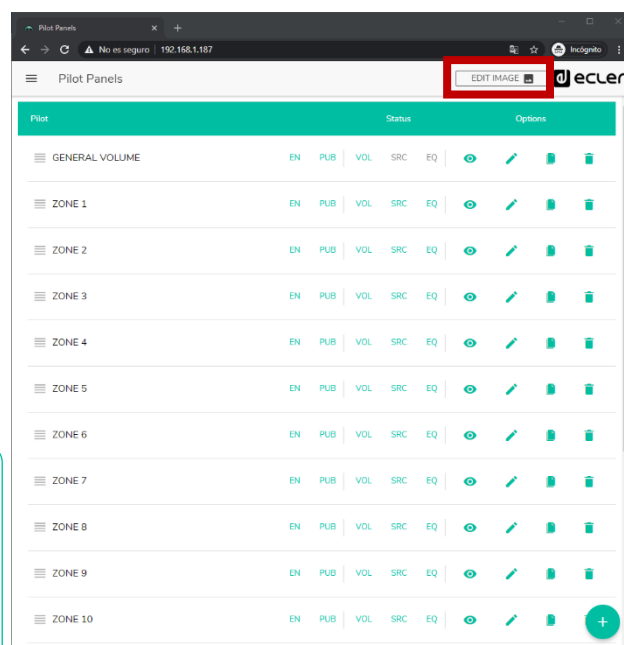 Pilot Panels
No es seguro | 192.168.1.187
Incógnito
Pilot Panels
EDIT IMAGE
ecler
Pilot Status Options
GENERAL VOLUME EN PUB VOL SRC EQ
ZONE 1 EN PUB VOL SRC EQ
ZONE 2 EN PUB VOL SRC EQ
ZONE 3 EN PUB VOL SRC EQ
ZONE 4 EN PUB VOL SRC EQ
ZONE 5 EN PUB VOL SRC EQ
ZONE 6 EN PUB VOL SRC EQ
ZONE 7 EN PUB VOL SRC EQ
ZONE 8 EN PUB VOL SRC EQ
ZONE 9 EN PUB VOL SRC EQ
ZONE 10 EN PUB VOL SRC EQ